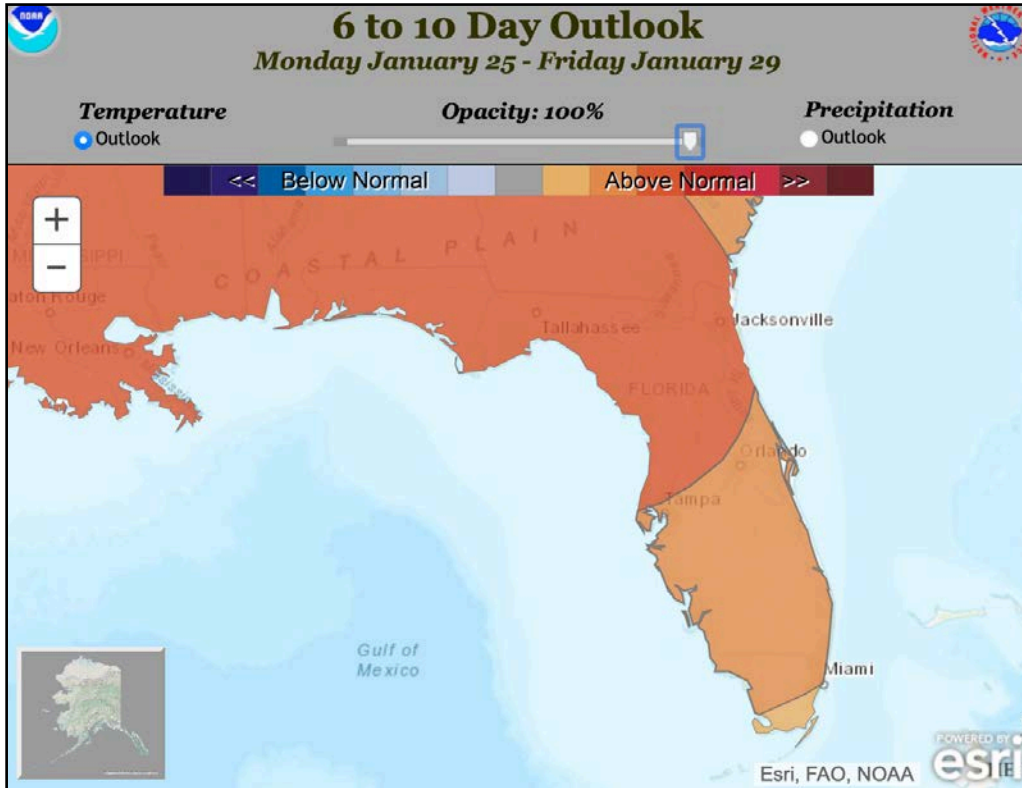 NOAA
6 to 10 Day Outlook
Monday January 25 - Friday January 29
Temperature
Outlook
Opacity: 100%
Precipitation
Outlook
<< Below Normal
Above Normal >>
+
−
COASTAL PLAIN
Tallahassee
Jacksonville
New Orleans
FLORIDA
Orlando
Tampa
Gulf of
Mexico
Miami
POWERED BY
esri
Esri, FAO, NOAA